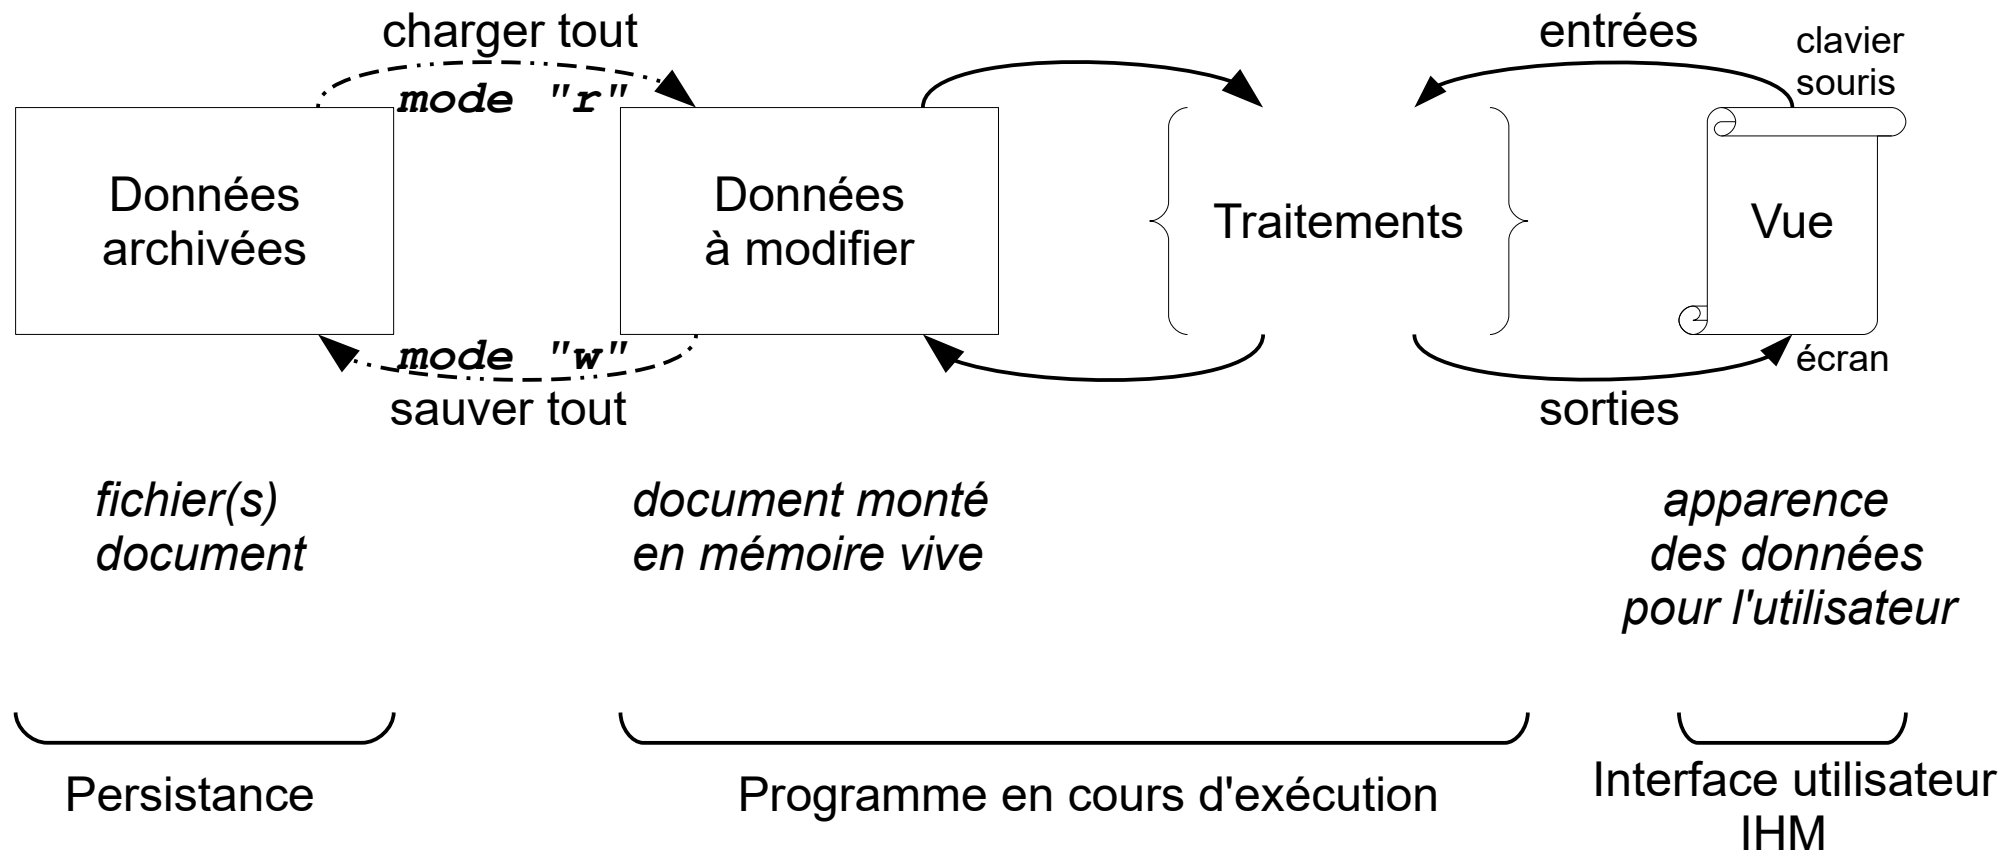 charger tout
mode "r"
entrées
clavier
souris
Données
archivées
Données
à modifier
Traitements
Vue
mode "w"
sauver tout
écran
sorties
fichier(s)
document
document monté
en mémoire vive
apparence
des données
pour l'utilisateur
Persistance
Programme en cours d'exécution
Interface utilisateur
IHM